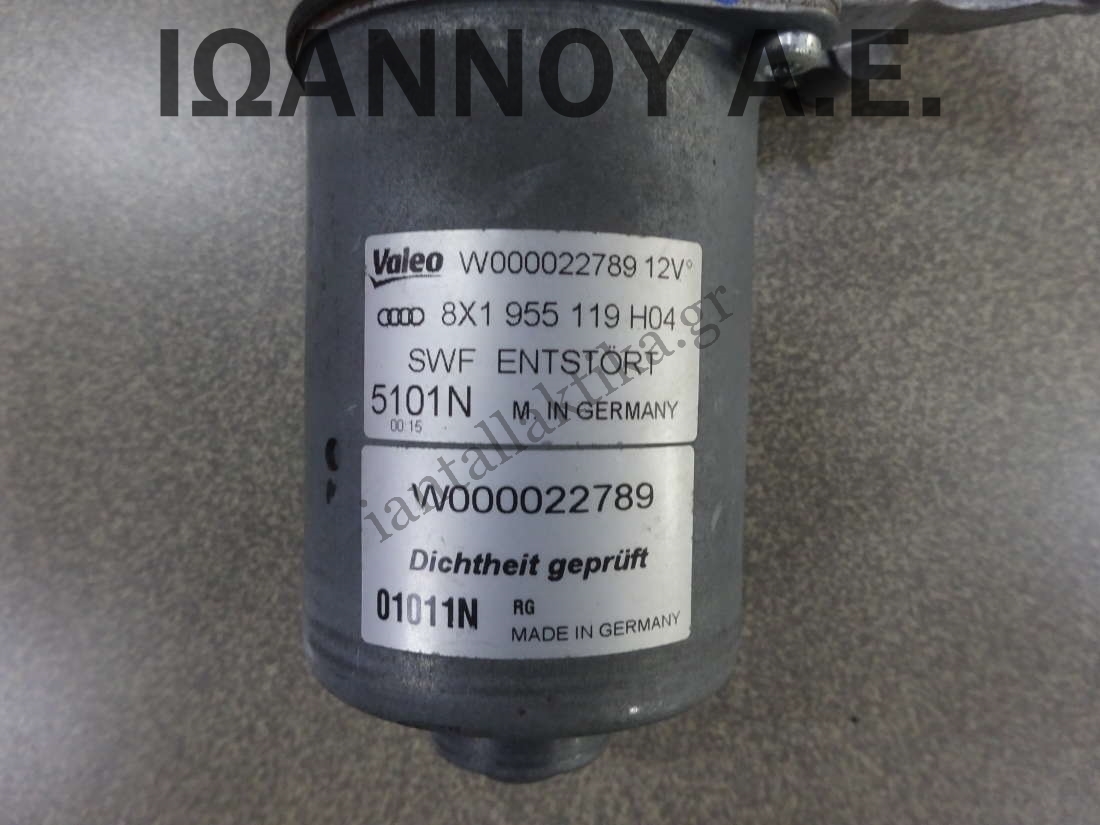 ΙΩΑΝΝΟΥ Α.Ε.
Valeo W000022789 12V°
8X1 955 119 H04
SWF ENTSTÖRT
5101N M. IN GERMANY
00:15
iantallaktika.gr
W000022789
Dichtheit geprüft
01011N RG
MADE IN GERMANY